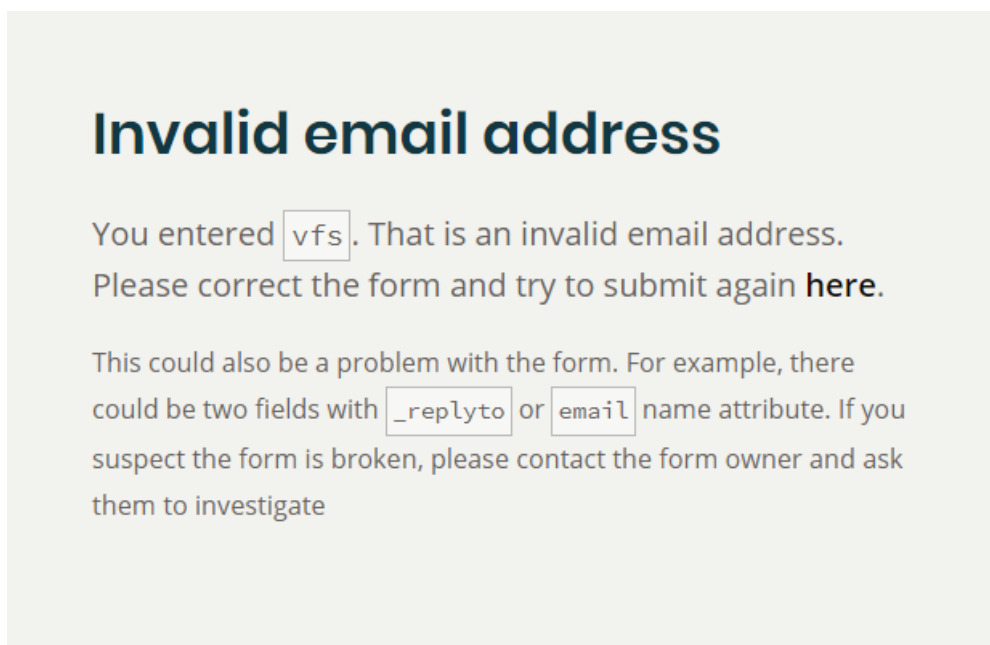 Invalid email address
You entered vfs. That is an invalid email address.
Please correct the form and try to submit again here.
This could also be a problem with the form. For example, there
could be two fields with _replyto or email name attribute. If you
suspect the form is broken, please contact the form owner and ask
them to investigate